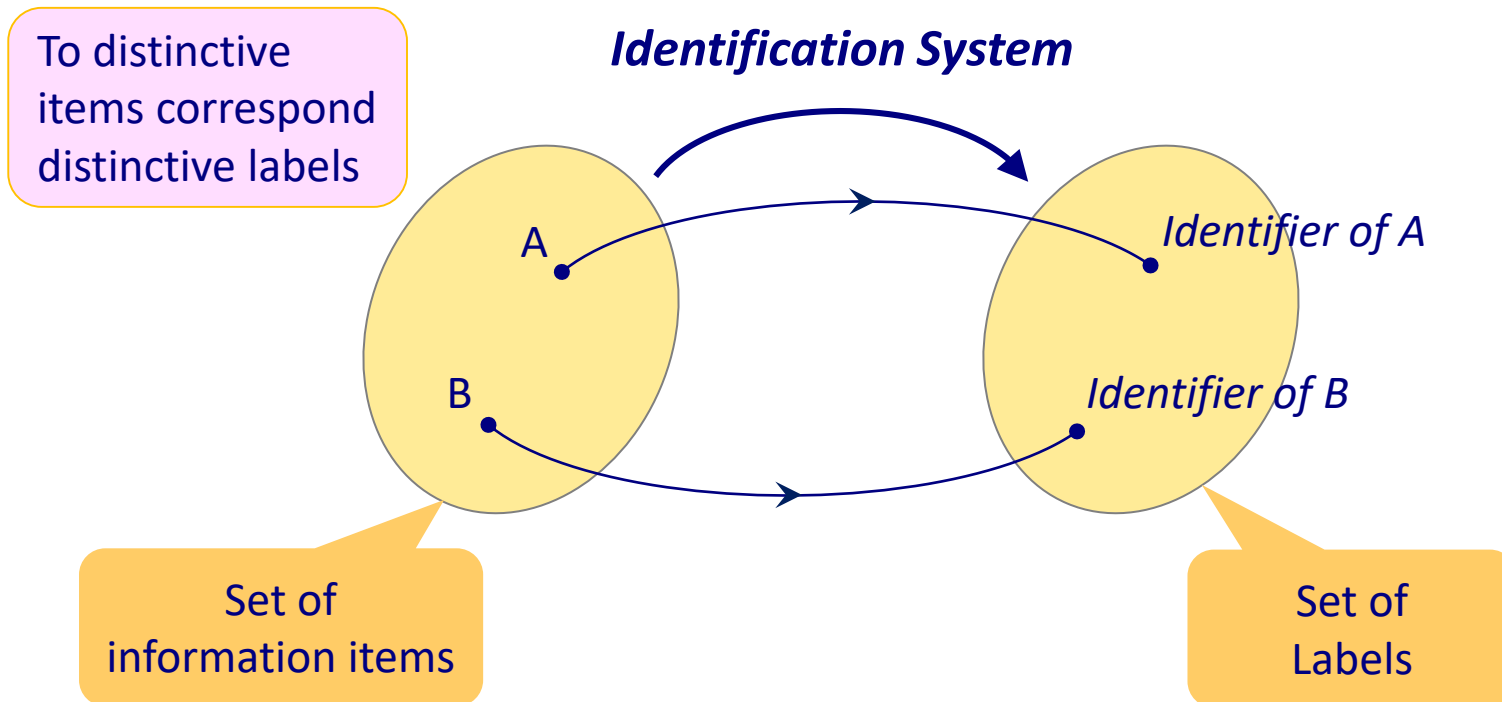 To distinctive
items correspond
distinctive labels
Identification System
A
Identifier of A
B
Identifier of B
Set of
information items
Set of
Labels